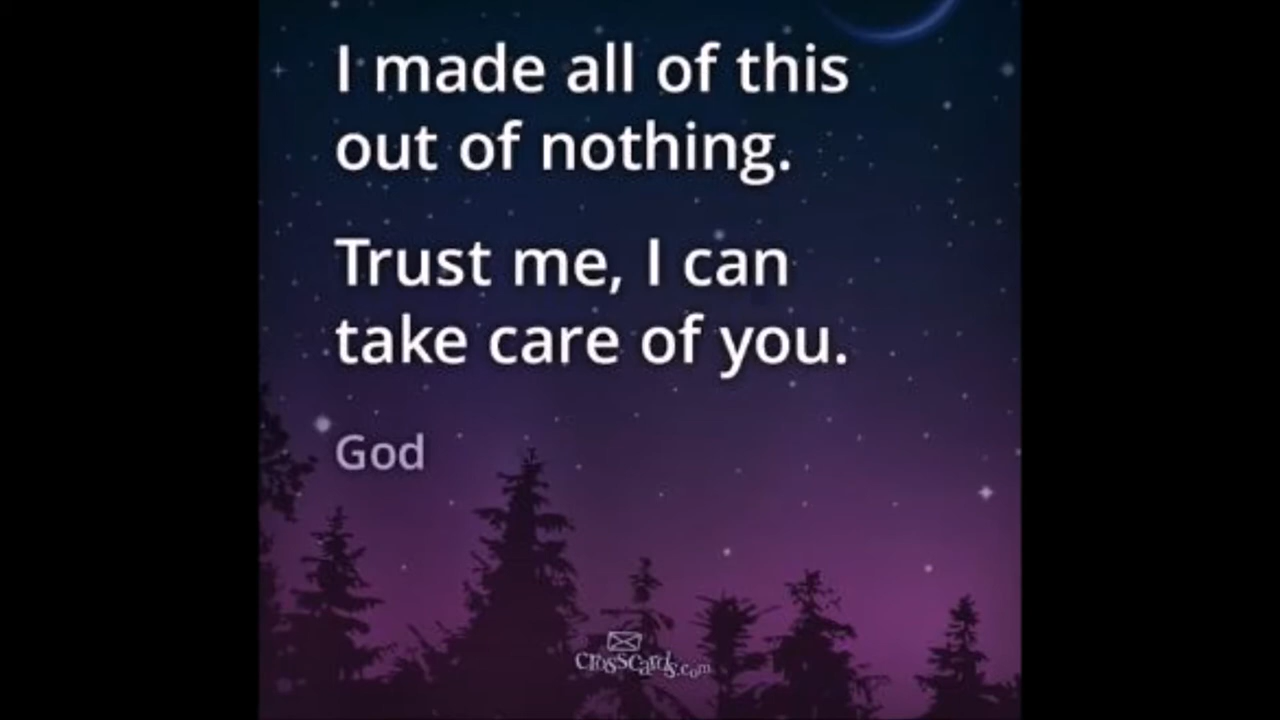 I made all of this
out of nothing.
Trust me, I can
take care of you.
God
crosscards.com